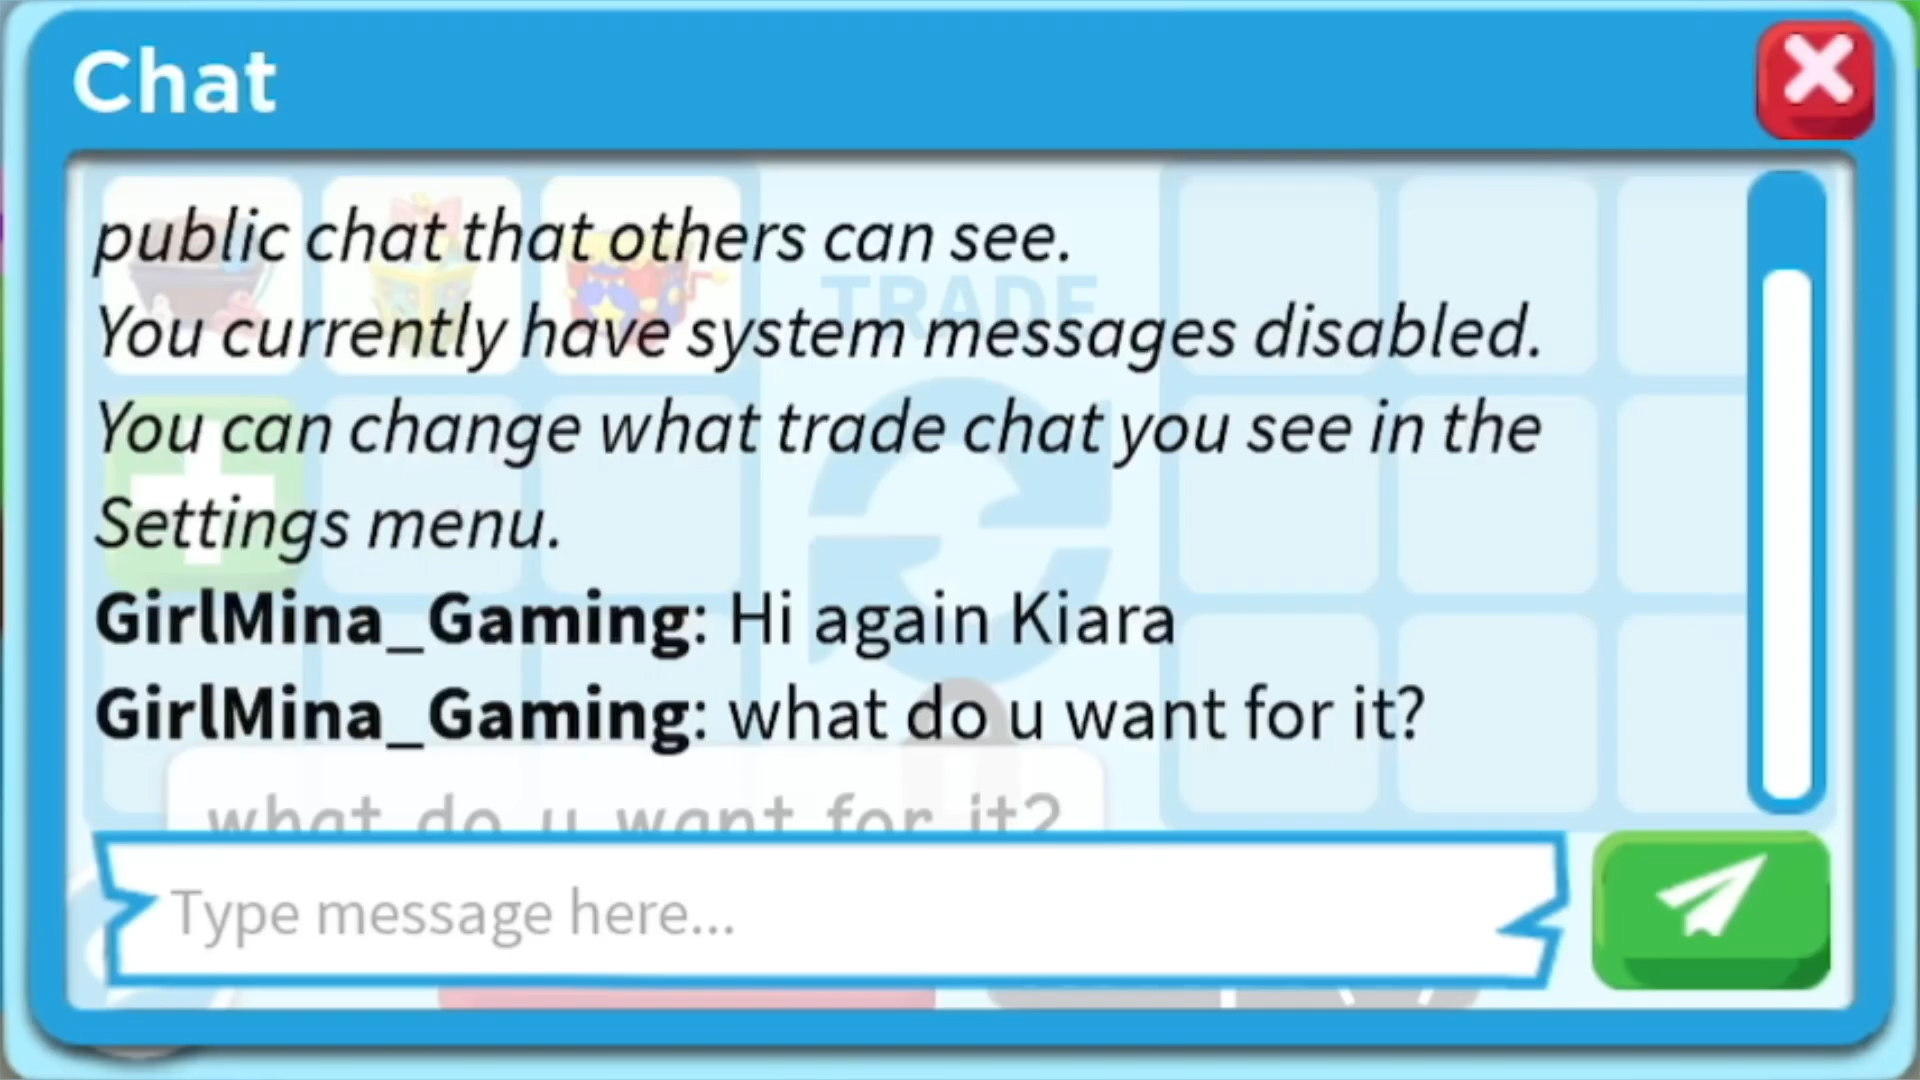 Chat
public chat that others can see.
You currently have system messages disabled.
You can change what trade chat you see in the
Settings menu.
GirlMina_Gaming: Hi again Kiara
GirlMina_Gaming: what do u want for it?
TRADE
what do u want for it?
Type message here...